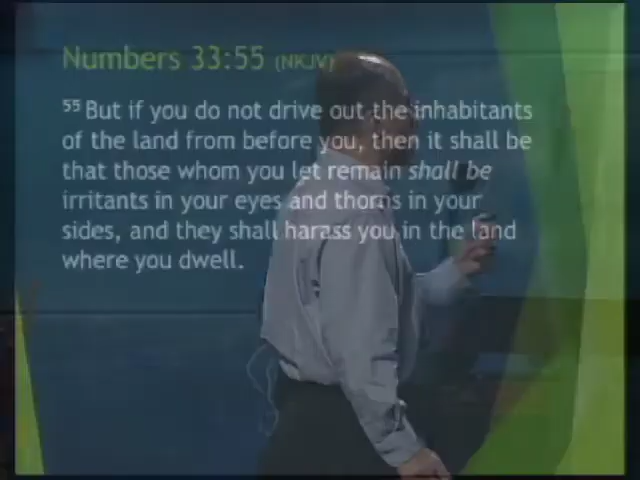 Numbers 33:55 (NKJV)
55 But if you do not drive out the inhabitants
of the land from before you, then it shall be
that those whom you let remain shall be
irritants in your eyes and thorns in your
sides, and they shall harass you in the land
where you dwell.